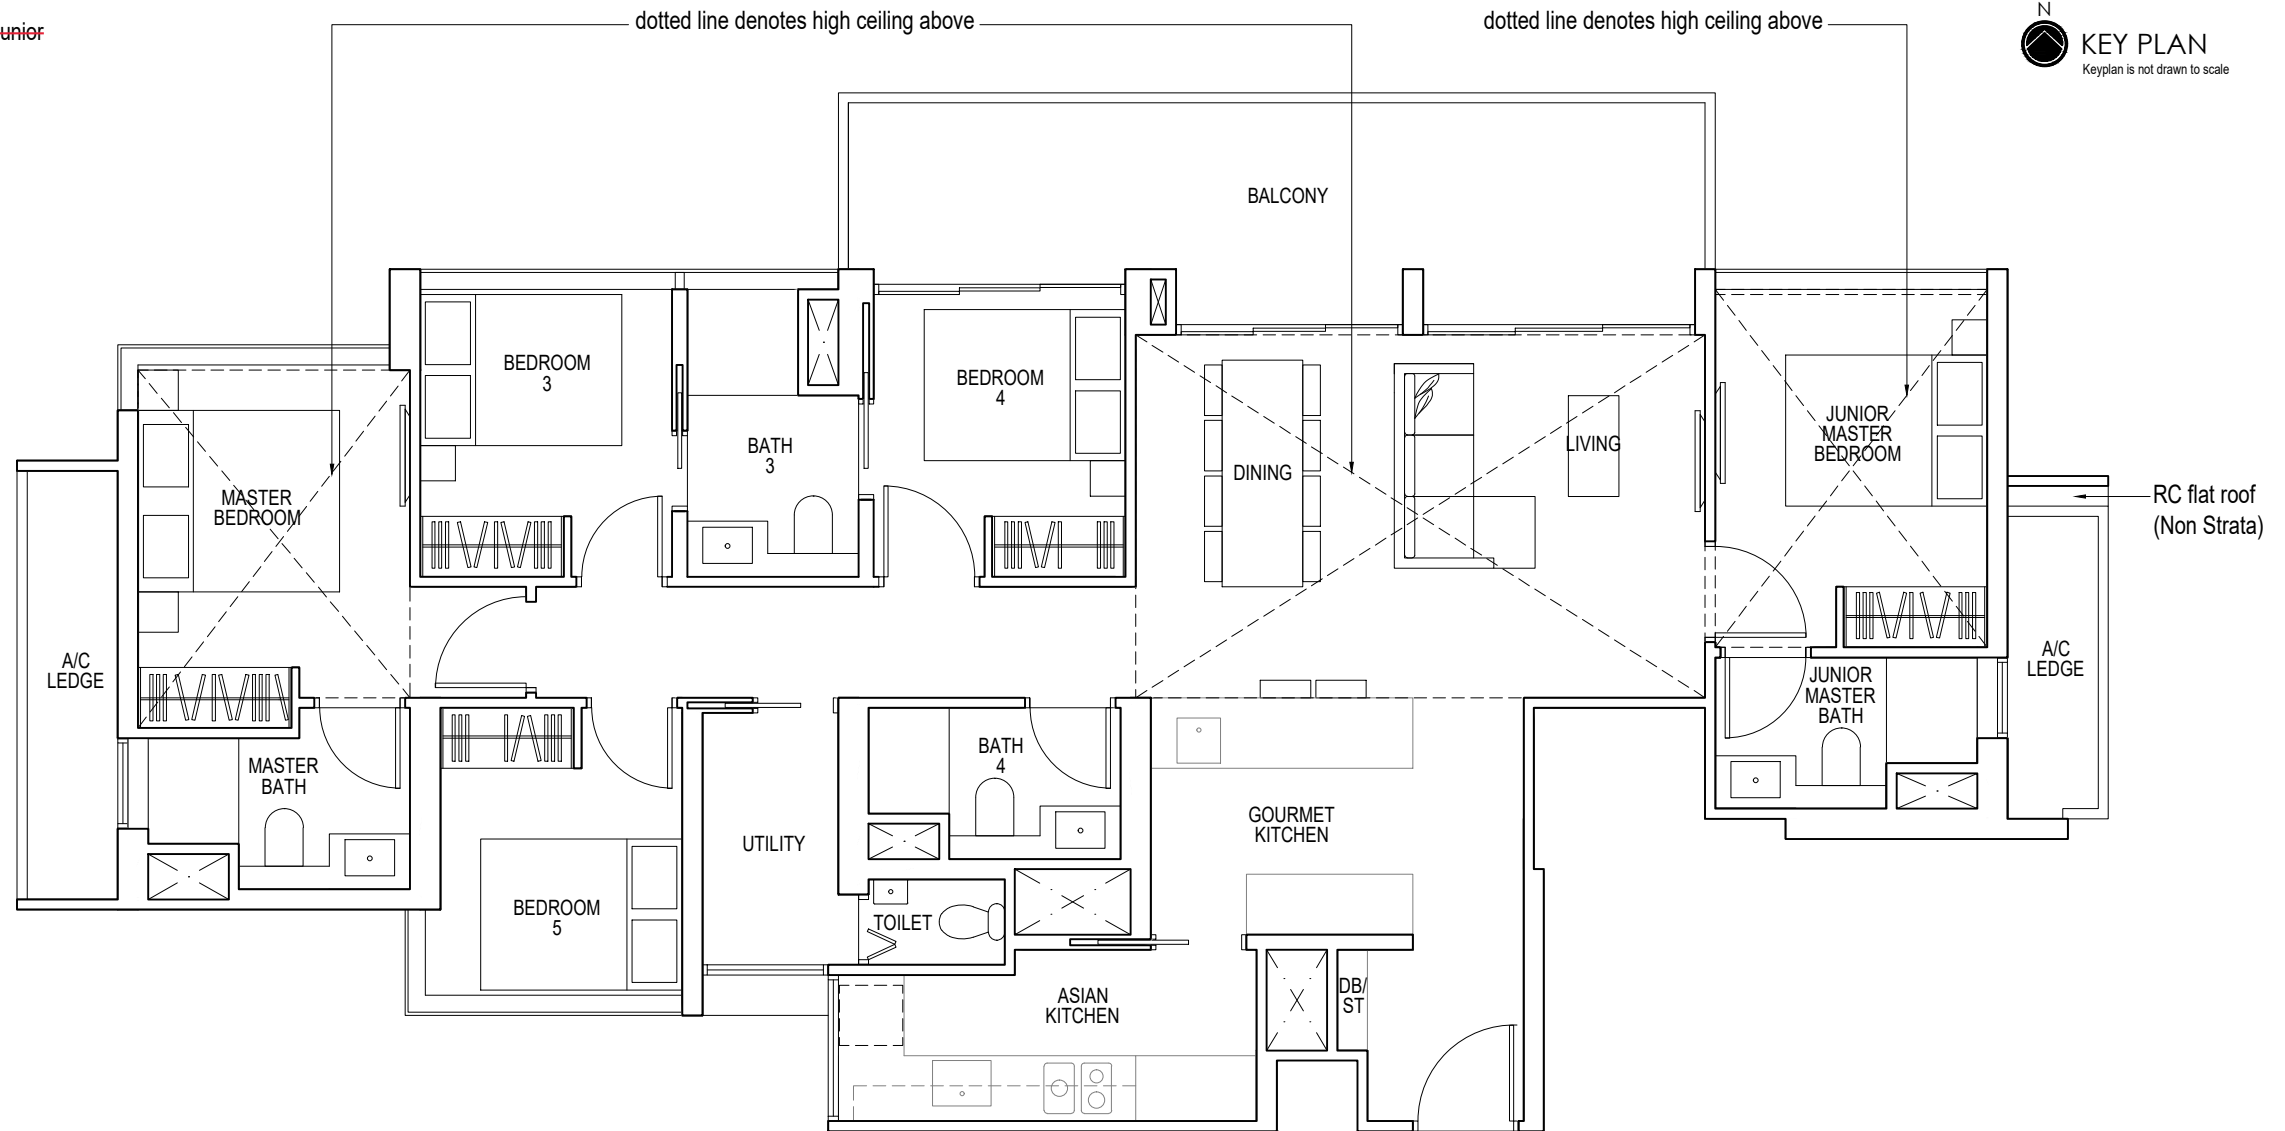 unior
dotted line denotes high ceiling above
dotted line denotes high ceiling above
N
KEY PLAN
Keyplan is not drawn to scale
BALCONY
BEDROOM
3
BEDROOM
4
BATH
3
DINING
LIVING
JUNIOR
MASTER
BEDROOM
MASTER
BEDROOM
RC flat roof
(Non Strata)
A/C
LEDGE
A/C
LEDGE
JUNIOR
MASTER
BATH
MASTER
BATH
BATH
4
UTILITY
GOURMET
KITCHEN
BEDROOM
5
TOILET
ASIAN
KITCHEN
DB/
ST